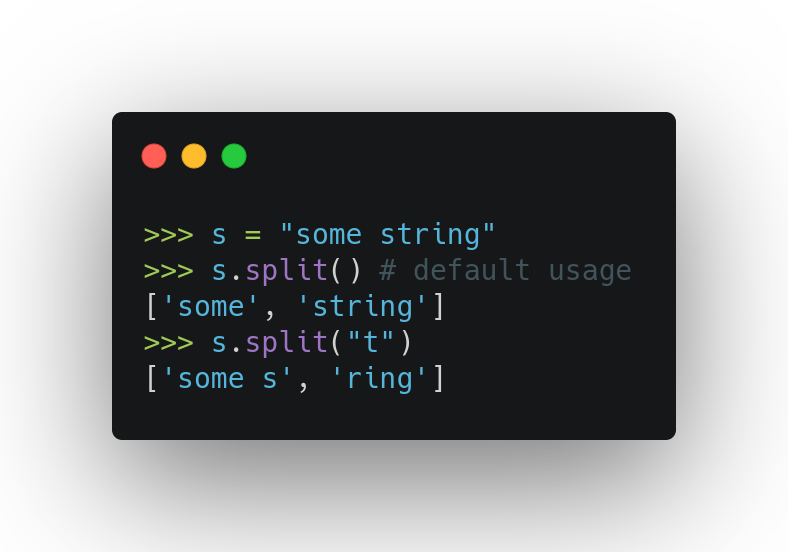 >>> s = "some string"
>>> s.split() # default usage
['some', 'string']
>>> s.split("t")
['some s', 'ring']